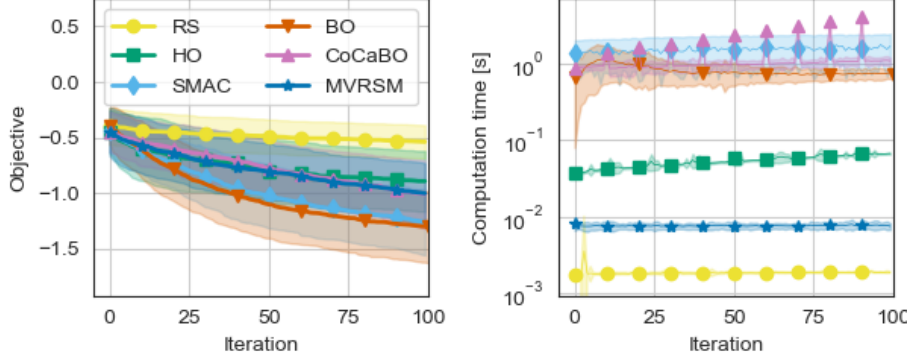 0.5
0.0
−0.5
−1.0
−1.5
Objective
RS
HO
SMAC
BO
CoCaBO
MVRSM
0
25
50
75
100
Iteration
10^0
10^−1
10^−2
10^−3
Computation time [s]
0
25
50
75
100
Iteration